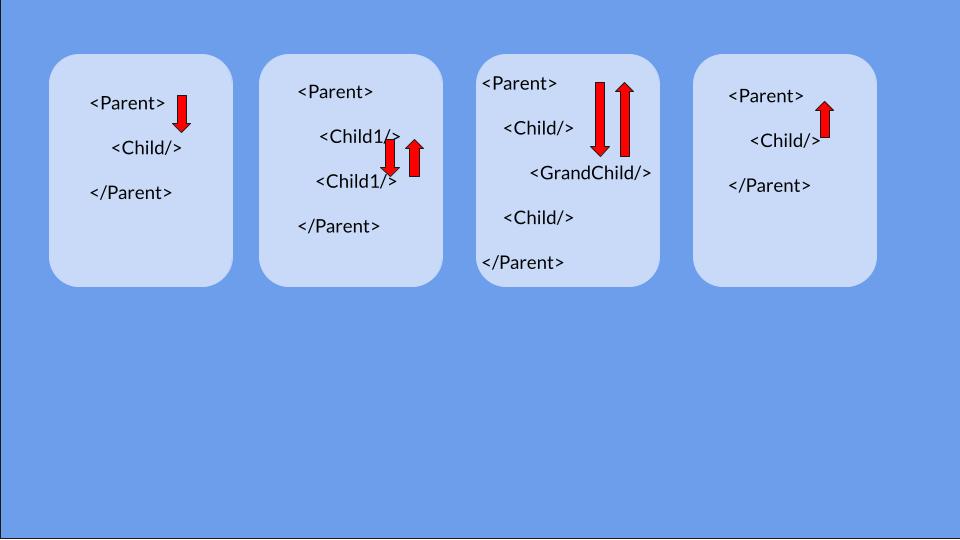 <Parent>
<Child/>
</Parent>
<Parent>
<Child1/>
<Child1/>
</Parent>
<Parent>
<Child/>
<GrandChild/>
<Child/>
</Parent>
<Parent>
<Child/>
</Parent>